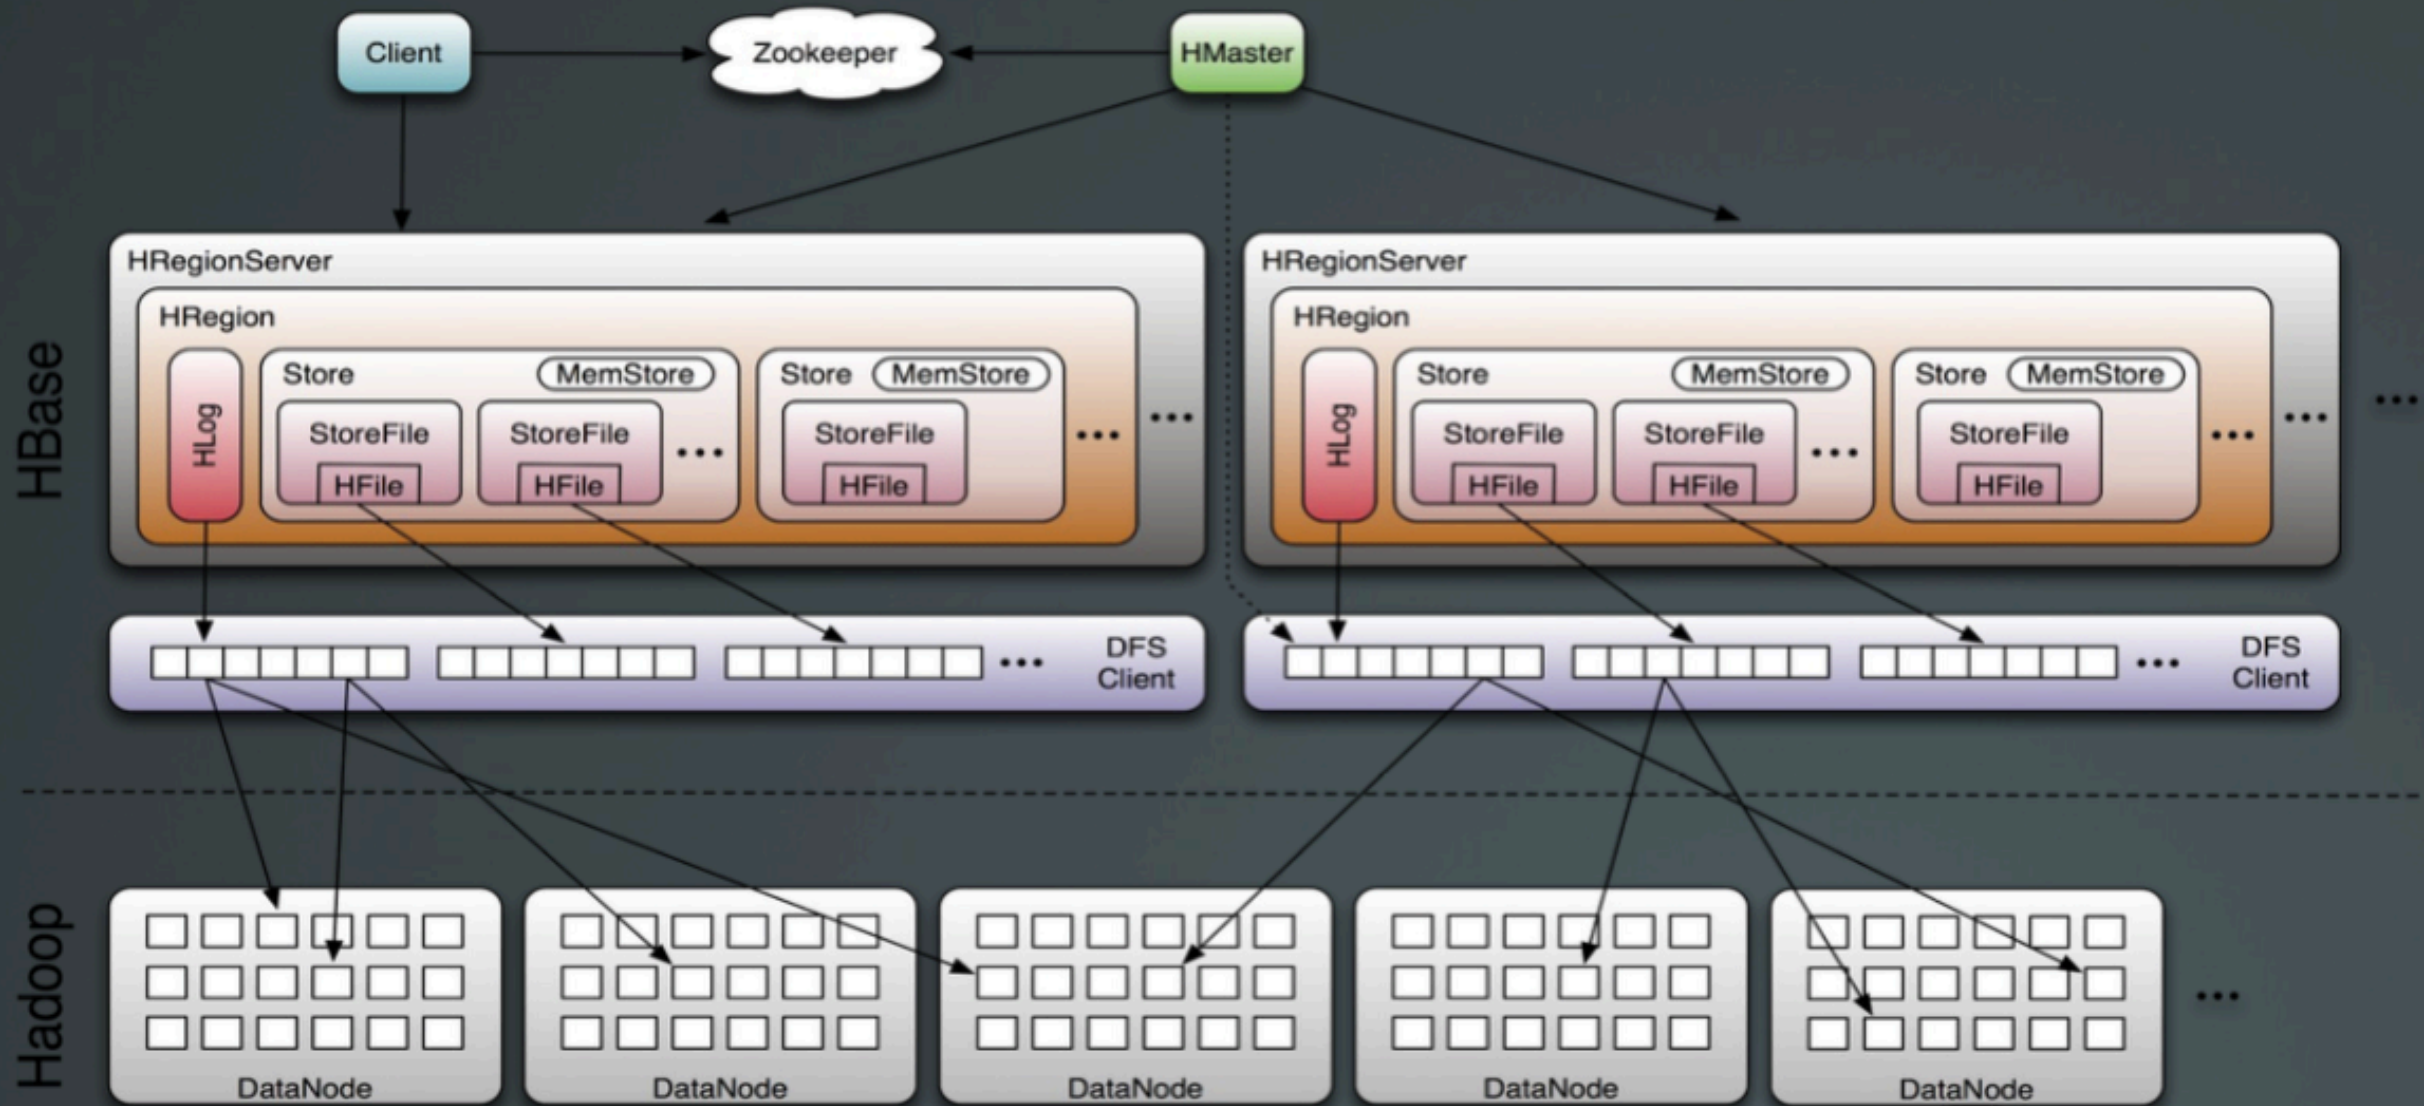 Client
Zookeeper
HMaster
HBase
HRegionServer
HRegion
HLog
Store
MemStore
StoreFile
HFile
StoreFile
HFile
...
Store
MemStore
StoreFile
HFile
...
...
HRegionServer
HRegion
HLog
Store
MemStore
StoreFile
HFile
StoreFile
HFile
...
Store
MemStore
StoreFile
HFile
...
...
...
...
DFS
Client
...
DFS
Client
Hadoop
DataNode
DataNode
DataNode
DataNode
DataNode
...